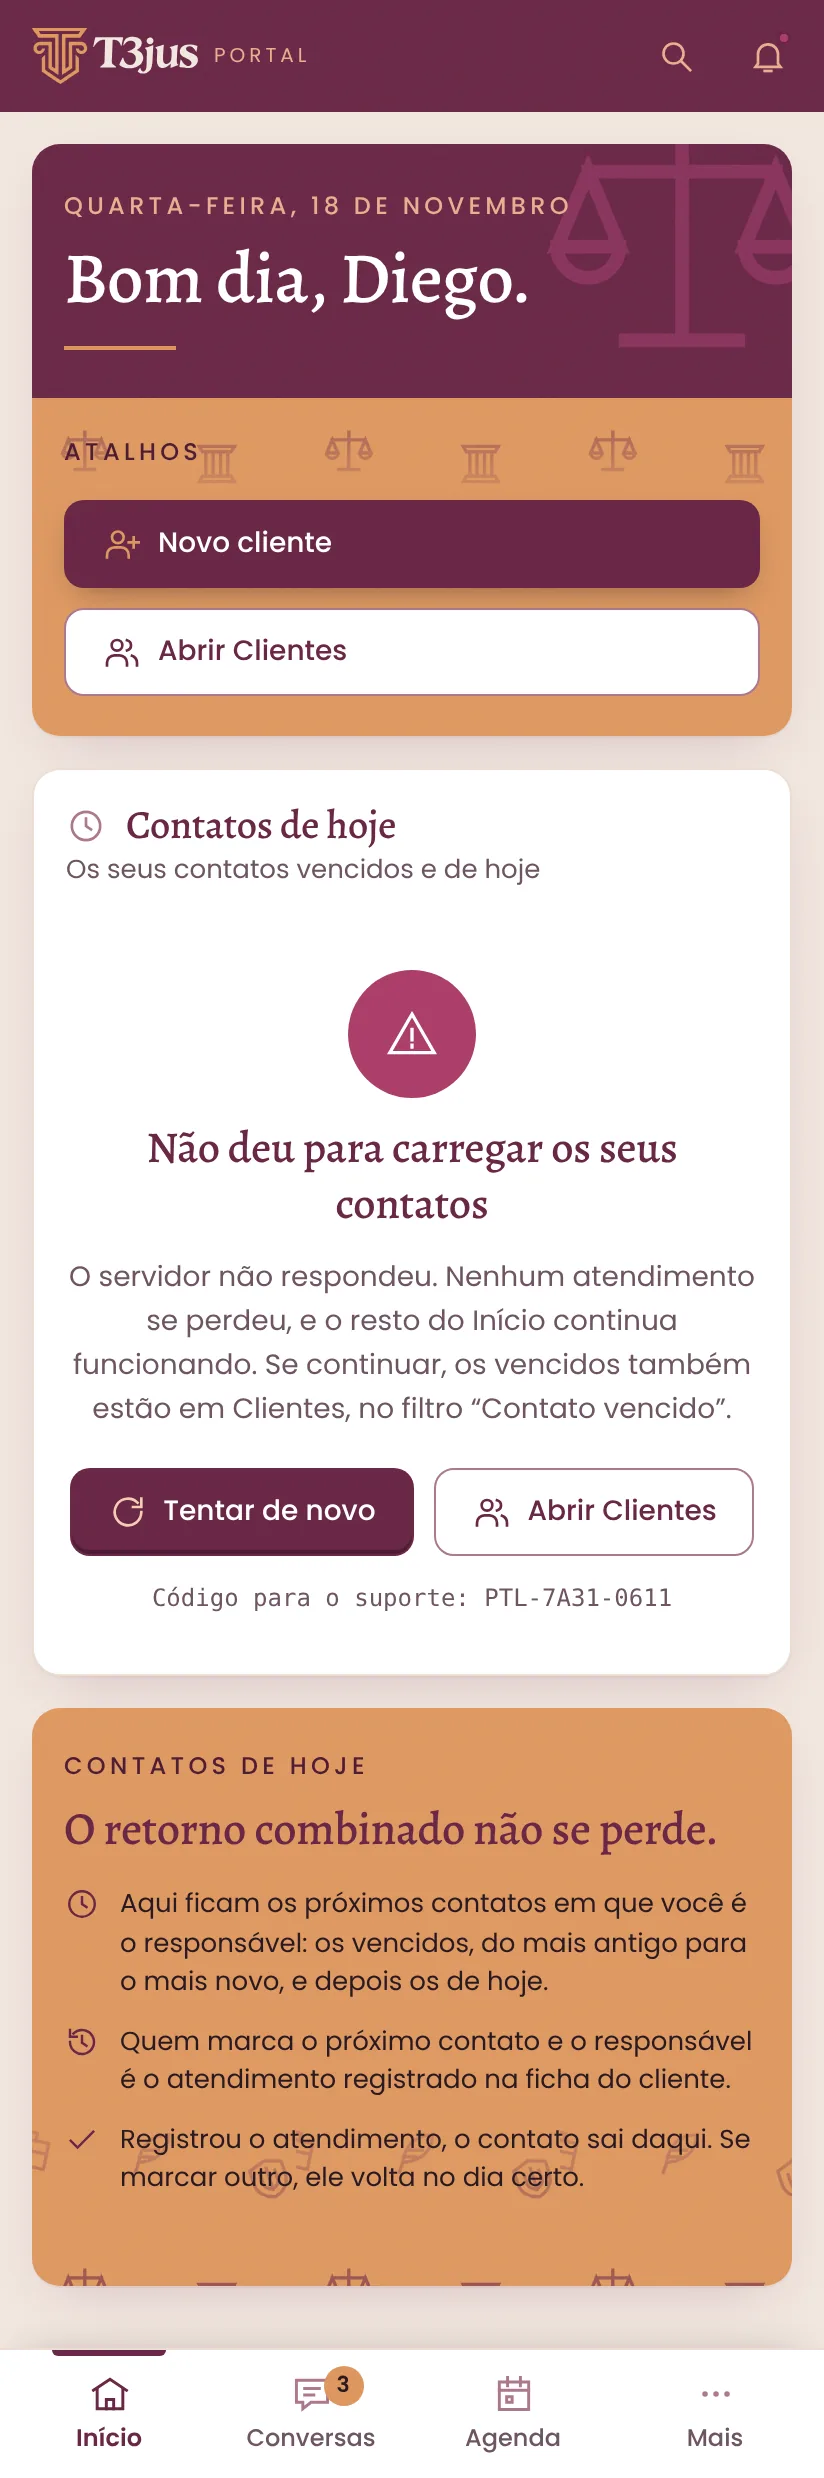 T3jus PORTAL
QUARTA-FEIRA, 18 DE NOVEMBRO
Bom dia, Diego.
ATALHOS
Novo cliente
Abrir Clientes
Contatos de hoje
Os seus contatos vencidos e de hoje
Não deu para carregar os seus
contatos
O servidor não respondeu. Nenhum atendimento
se perdeu, e o resto do Início continua
funcionando. Se continuar, os vencidos também
estão em Clientes, no filtro “Contato vencido”.
Tentar de novo
Abrir Clientes
Código para o suporte: PTL-7A31-0611
CONTATOS DE HOJE
O retorno combinado não se perde.
Aqui ficam os próximos contatos em que você é
o responsável: os vencidos, do mais antigo para
o mais novo, e depois os de hoje.
Quem marca o próximo contato e o responsável
é o atendimento registrado na ficha do cliente.
Registrou o atendimento, o contato sai daqui. Se
marcar outro, ele volta no dia certo.
3
Início
Conversas
Agenda
Mais